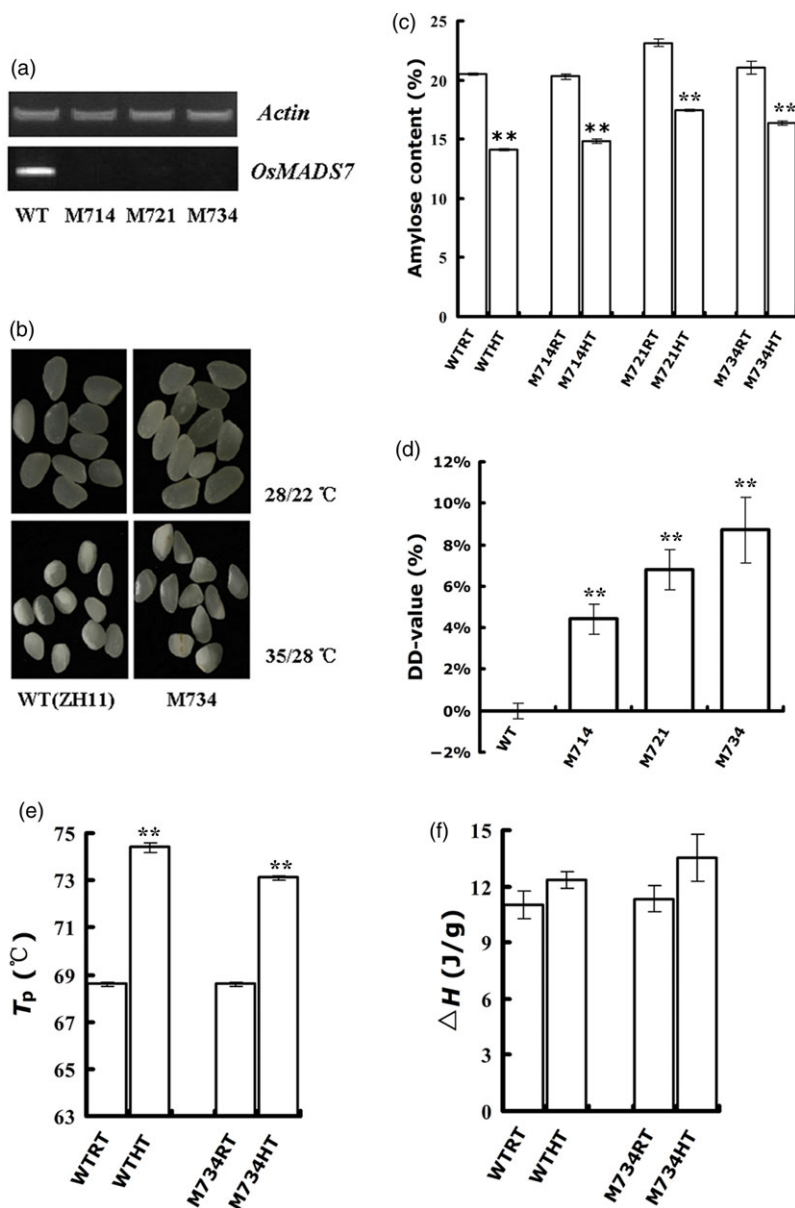 (a)
Actin
OsMADS7
WT M714 M721 M734
(b)
28/22 ℃
35/28 ℃
WT(ZH11) M734
(c)
Amylose content (%)
25
20
15
10
5
0
** ** ** **
WTRT WTHT M714RT M714HT M721RT M721HT M734RT M734HT
(d)
DD-value (%)
12%
10%
8%
6%
4%
2%
0%
−2%
** ** **
WT M714 M721 M734
(e)
Tp (℃)
75
73
71
69
67
65
63
** **
WTRT WTHT M734RT M734HT
(f)
△H (J/g)
15
12
9
6
3
0
WTRT WTHT M734RT M734HT